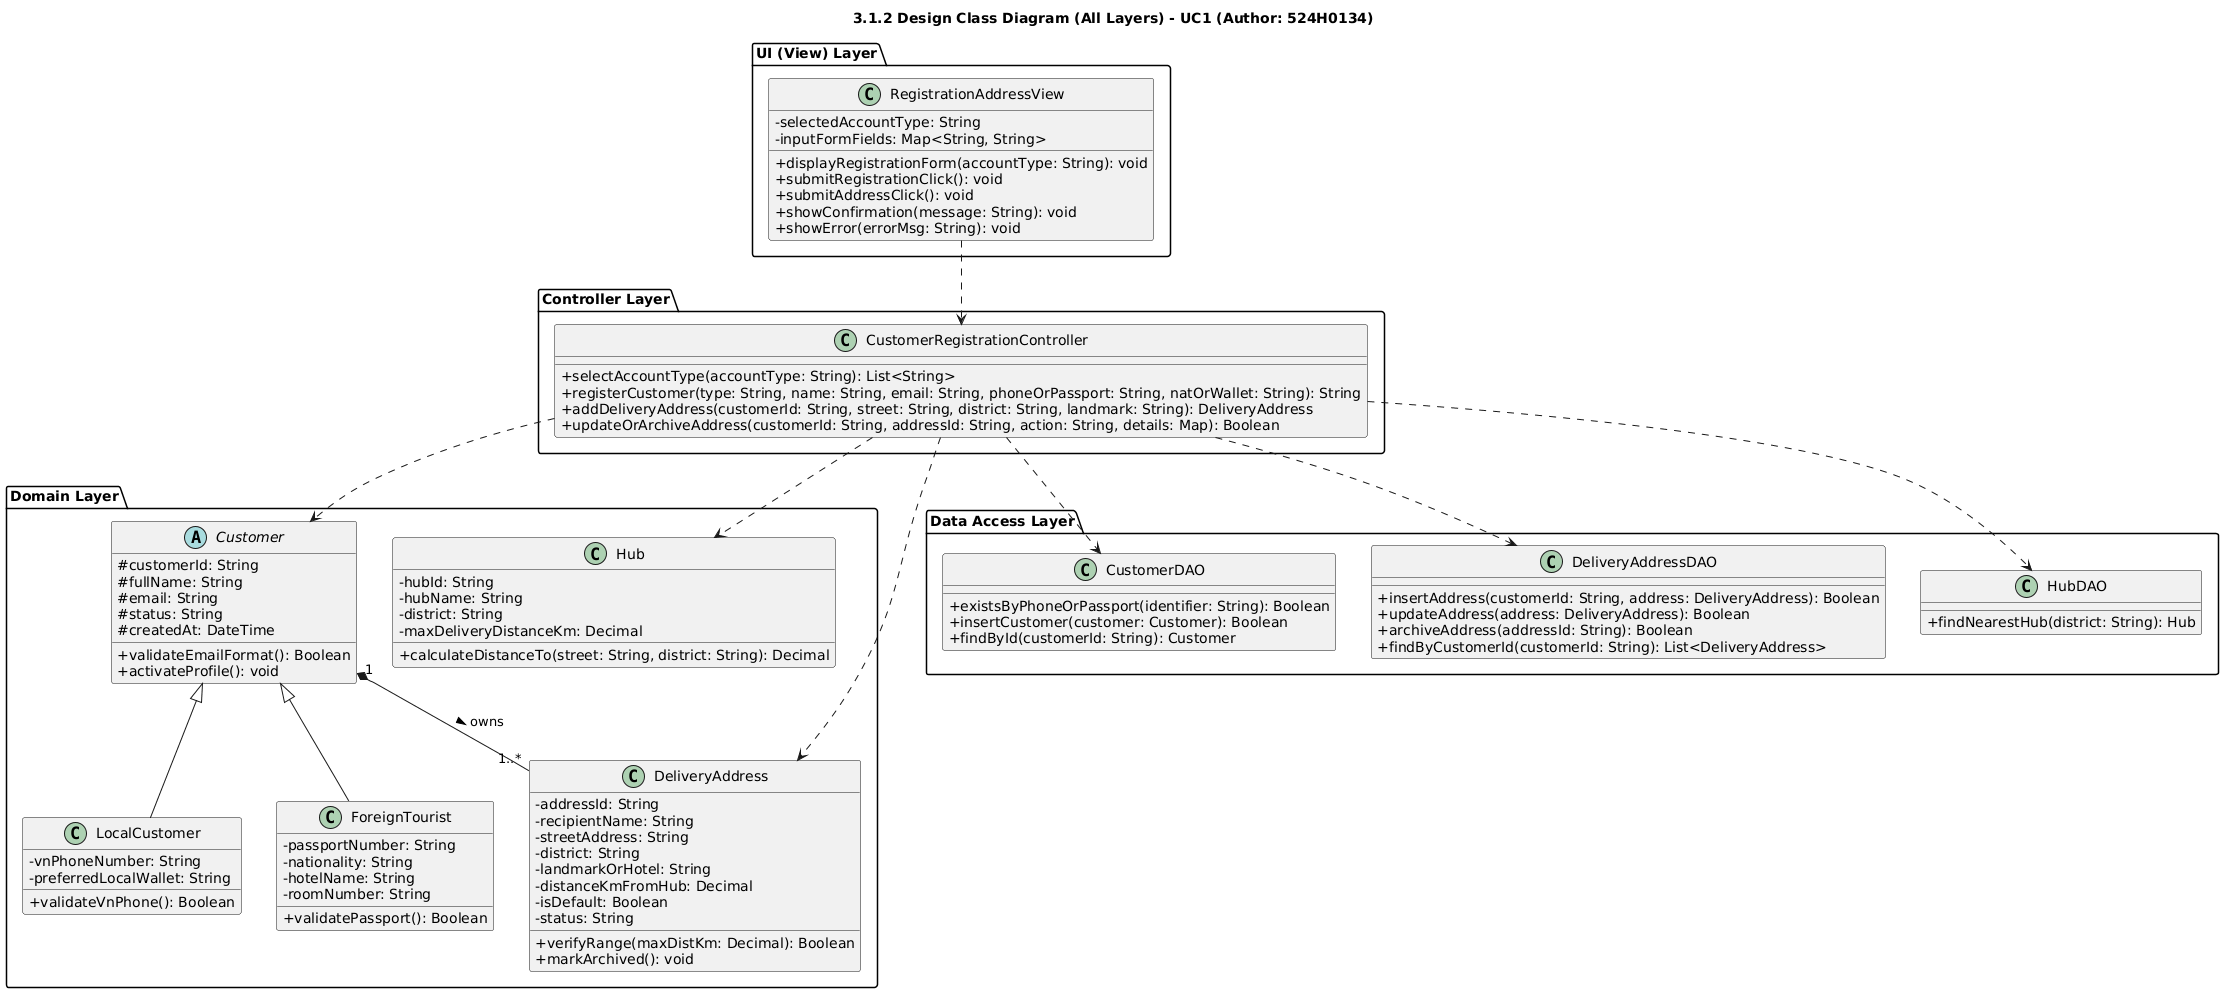 3.1.2 Design Class Diagram (All Layers) - UC1 (Author: 524H0134)
UI (View) Layer
C RegistrationAddressView
-selectedAccountType: String
-inputFormFields: Map<String, String>
+displayRegistrationForm(accountType: String): void
+submitRegistrationClick(): void
+submitAddressClick(): void
+showConfirmation(message: String): void
+showError(errorMsg: String): void
Controller Layer
C CustomerRegistrationController
+selectAccountType(accountType: String): List<String>
+registerCustomer(type: String, name: String, email: String, phoneOrPassport: String, natOrWallet: String): String
+addDeliveryAddress(customerId: String, street: String, district: String, landmark: String): DeliveryAddress
+updateOrArchiveAddress(customerId: String, addressId: String, action: String, details: Map): Boolean
Domain Layer
A Customer
#customerId: String
#fullName: String
#email: String
#status: String
#createdAt: DateTime
+validateEmailFormat(): Boolean
+activateProfile(): void
C Hub
-hubId: String
-hubName: String
-district: String
-maxDeliveryDistanceKm: Decimal
+calculateDistanceTo(street: String, district: String): Decimal
1
owns
1..*
C LocalCustomer
-vnPhoneNumber: String
-preferredLocalWallet: String
+validateVnPhone(): Boolean
C ForeignTourist
-passportNumber: String
-nationality: String
-hotelName: String
-roomNumber: String
+validatePassport(): Boolean
C DeliveryAddress
-addressId: String
-recipientName: String
-streetAddress: String
-district: String
-landmarkOrHotel: String
-distanceKmFromHub: Decimal
-isDefault: Boolean
-status: String
+verifyRange(maxDistKm: Decimal): Boolean
+markArchived(): void
Data Access Layer
C CustomerDAO
+existsByPhoneOrPassport(identifier: String): Boolean
+insertCustomer(customer: Customer): Boolean
+findById(customerId: String): Customer
C DeliveryAddressDAO
+insertAddress(customerId: String, address: DeliveryAddress): Boolean
+updateAddress(address: DeliveryAddress): Boolean
+archiveAddress(addressId: String): Boolean
+findByCustomerId(customerId: String): List<DeliveryAddress>
C HubDAO
+findNearestHub(district: String): Hub